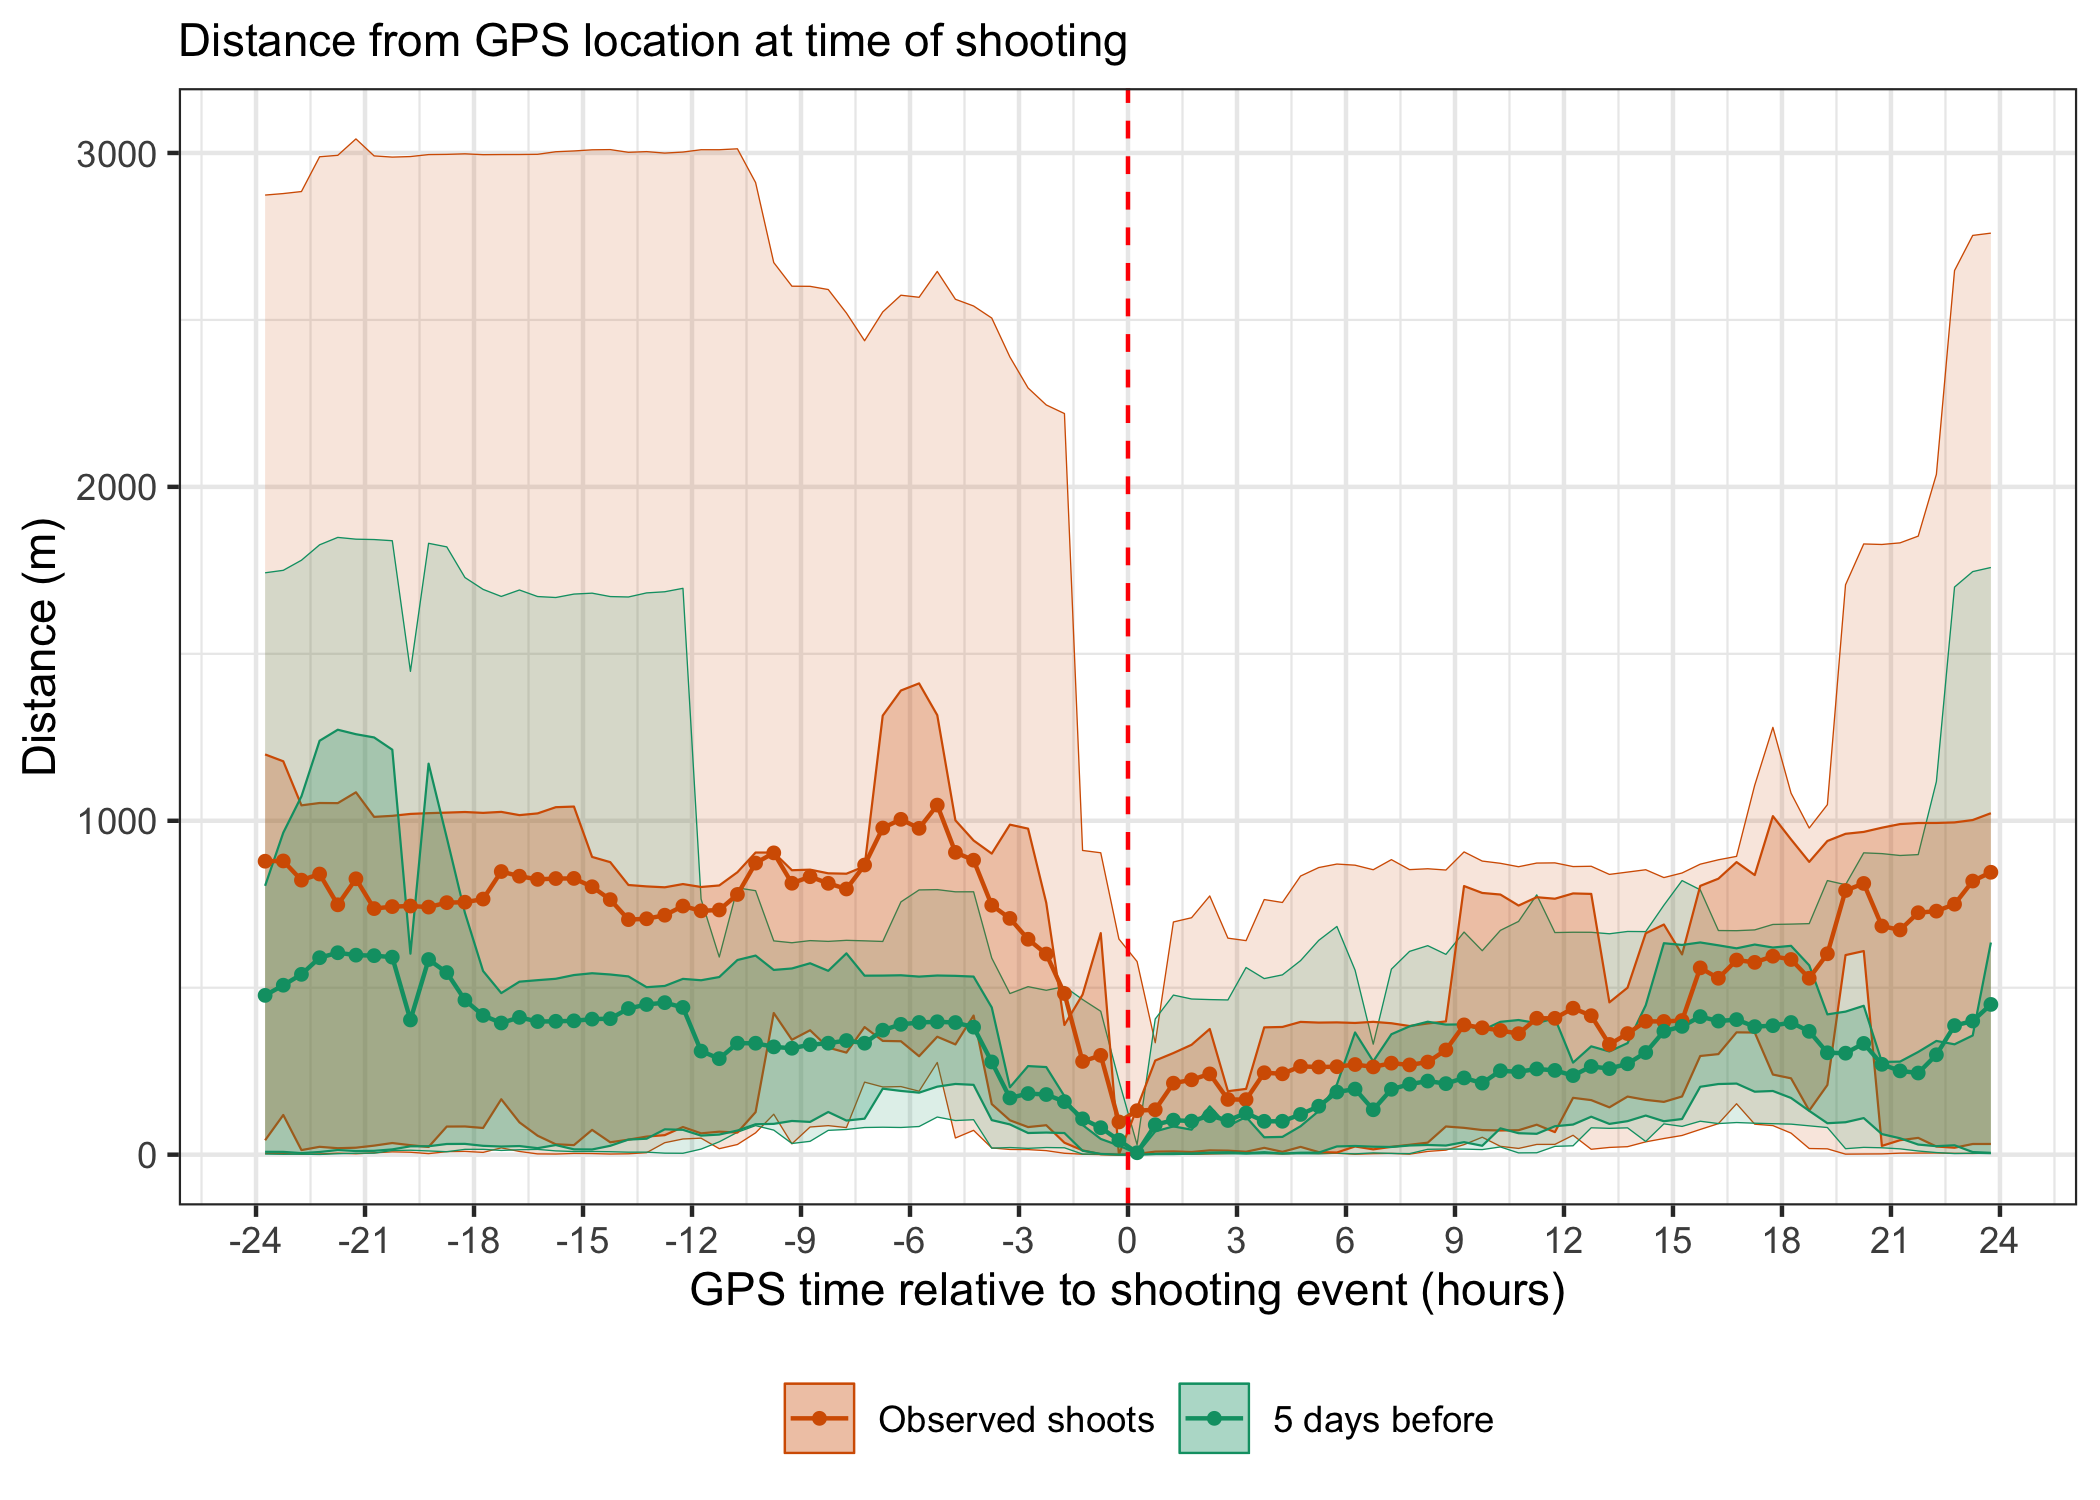 Distance from GPS location at time of shooting
Distance (m)
3000
2000
1000
0
-24 -21 -18 -15 -12 -9 -6 -3 0 3 6 9 12 15 18 21 24
GPS time relative to shooting event (hours)
Observed shoots 5 days before